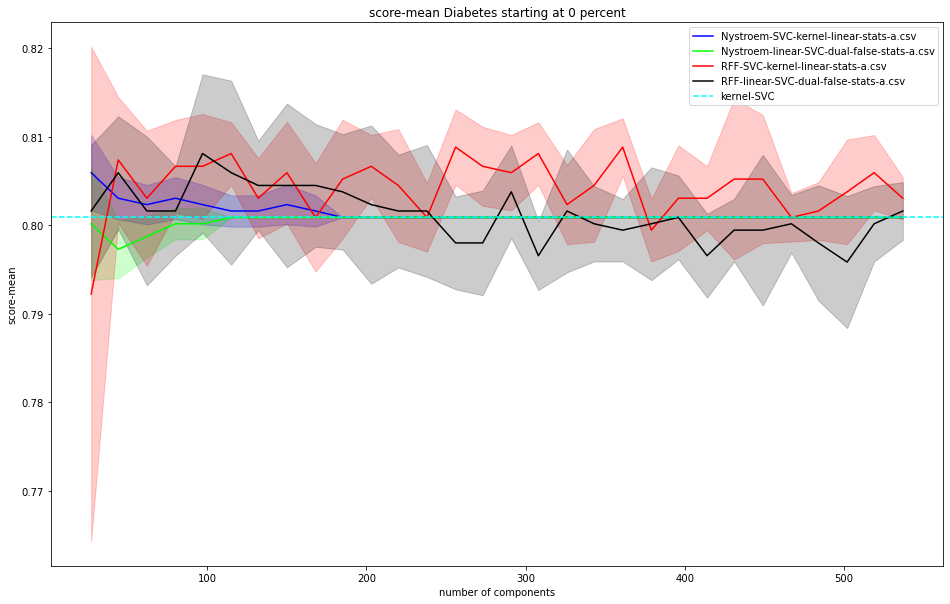 score-mean Diabetes starting at 0 percent
Nystroem-SVC-kernel-linear-stats-a.csv
Nystroem-linear-SVC-dual-false-stats-a.csv
RFF-SVC-kernel-linear-stats-a.csv
RFF-linear-SVC-dual-false-stats-a.csv
kernel-SVC
0.82
0.81
0.80
0.79
0.78
0.77
score-mean
100 200 300 400 500
number of components